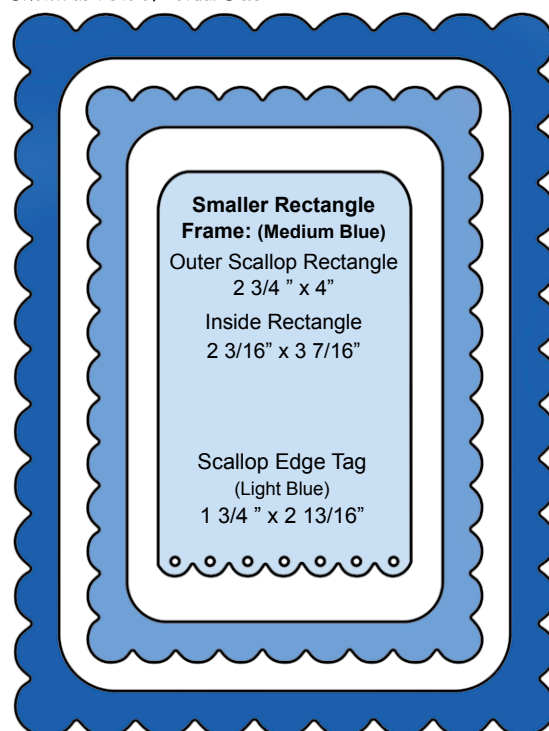 Smaller Rectangle
Frame: (Medium Blue)
Outer Scallop Rectangle
2 3/4 ” x 4”
Inside Rectangle
2 3/16” x 3 7/16”
Scallop Edge Tag
(Light Blue)
1 3/4 ” x 2 13/16”